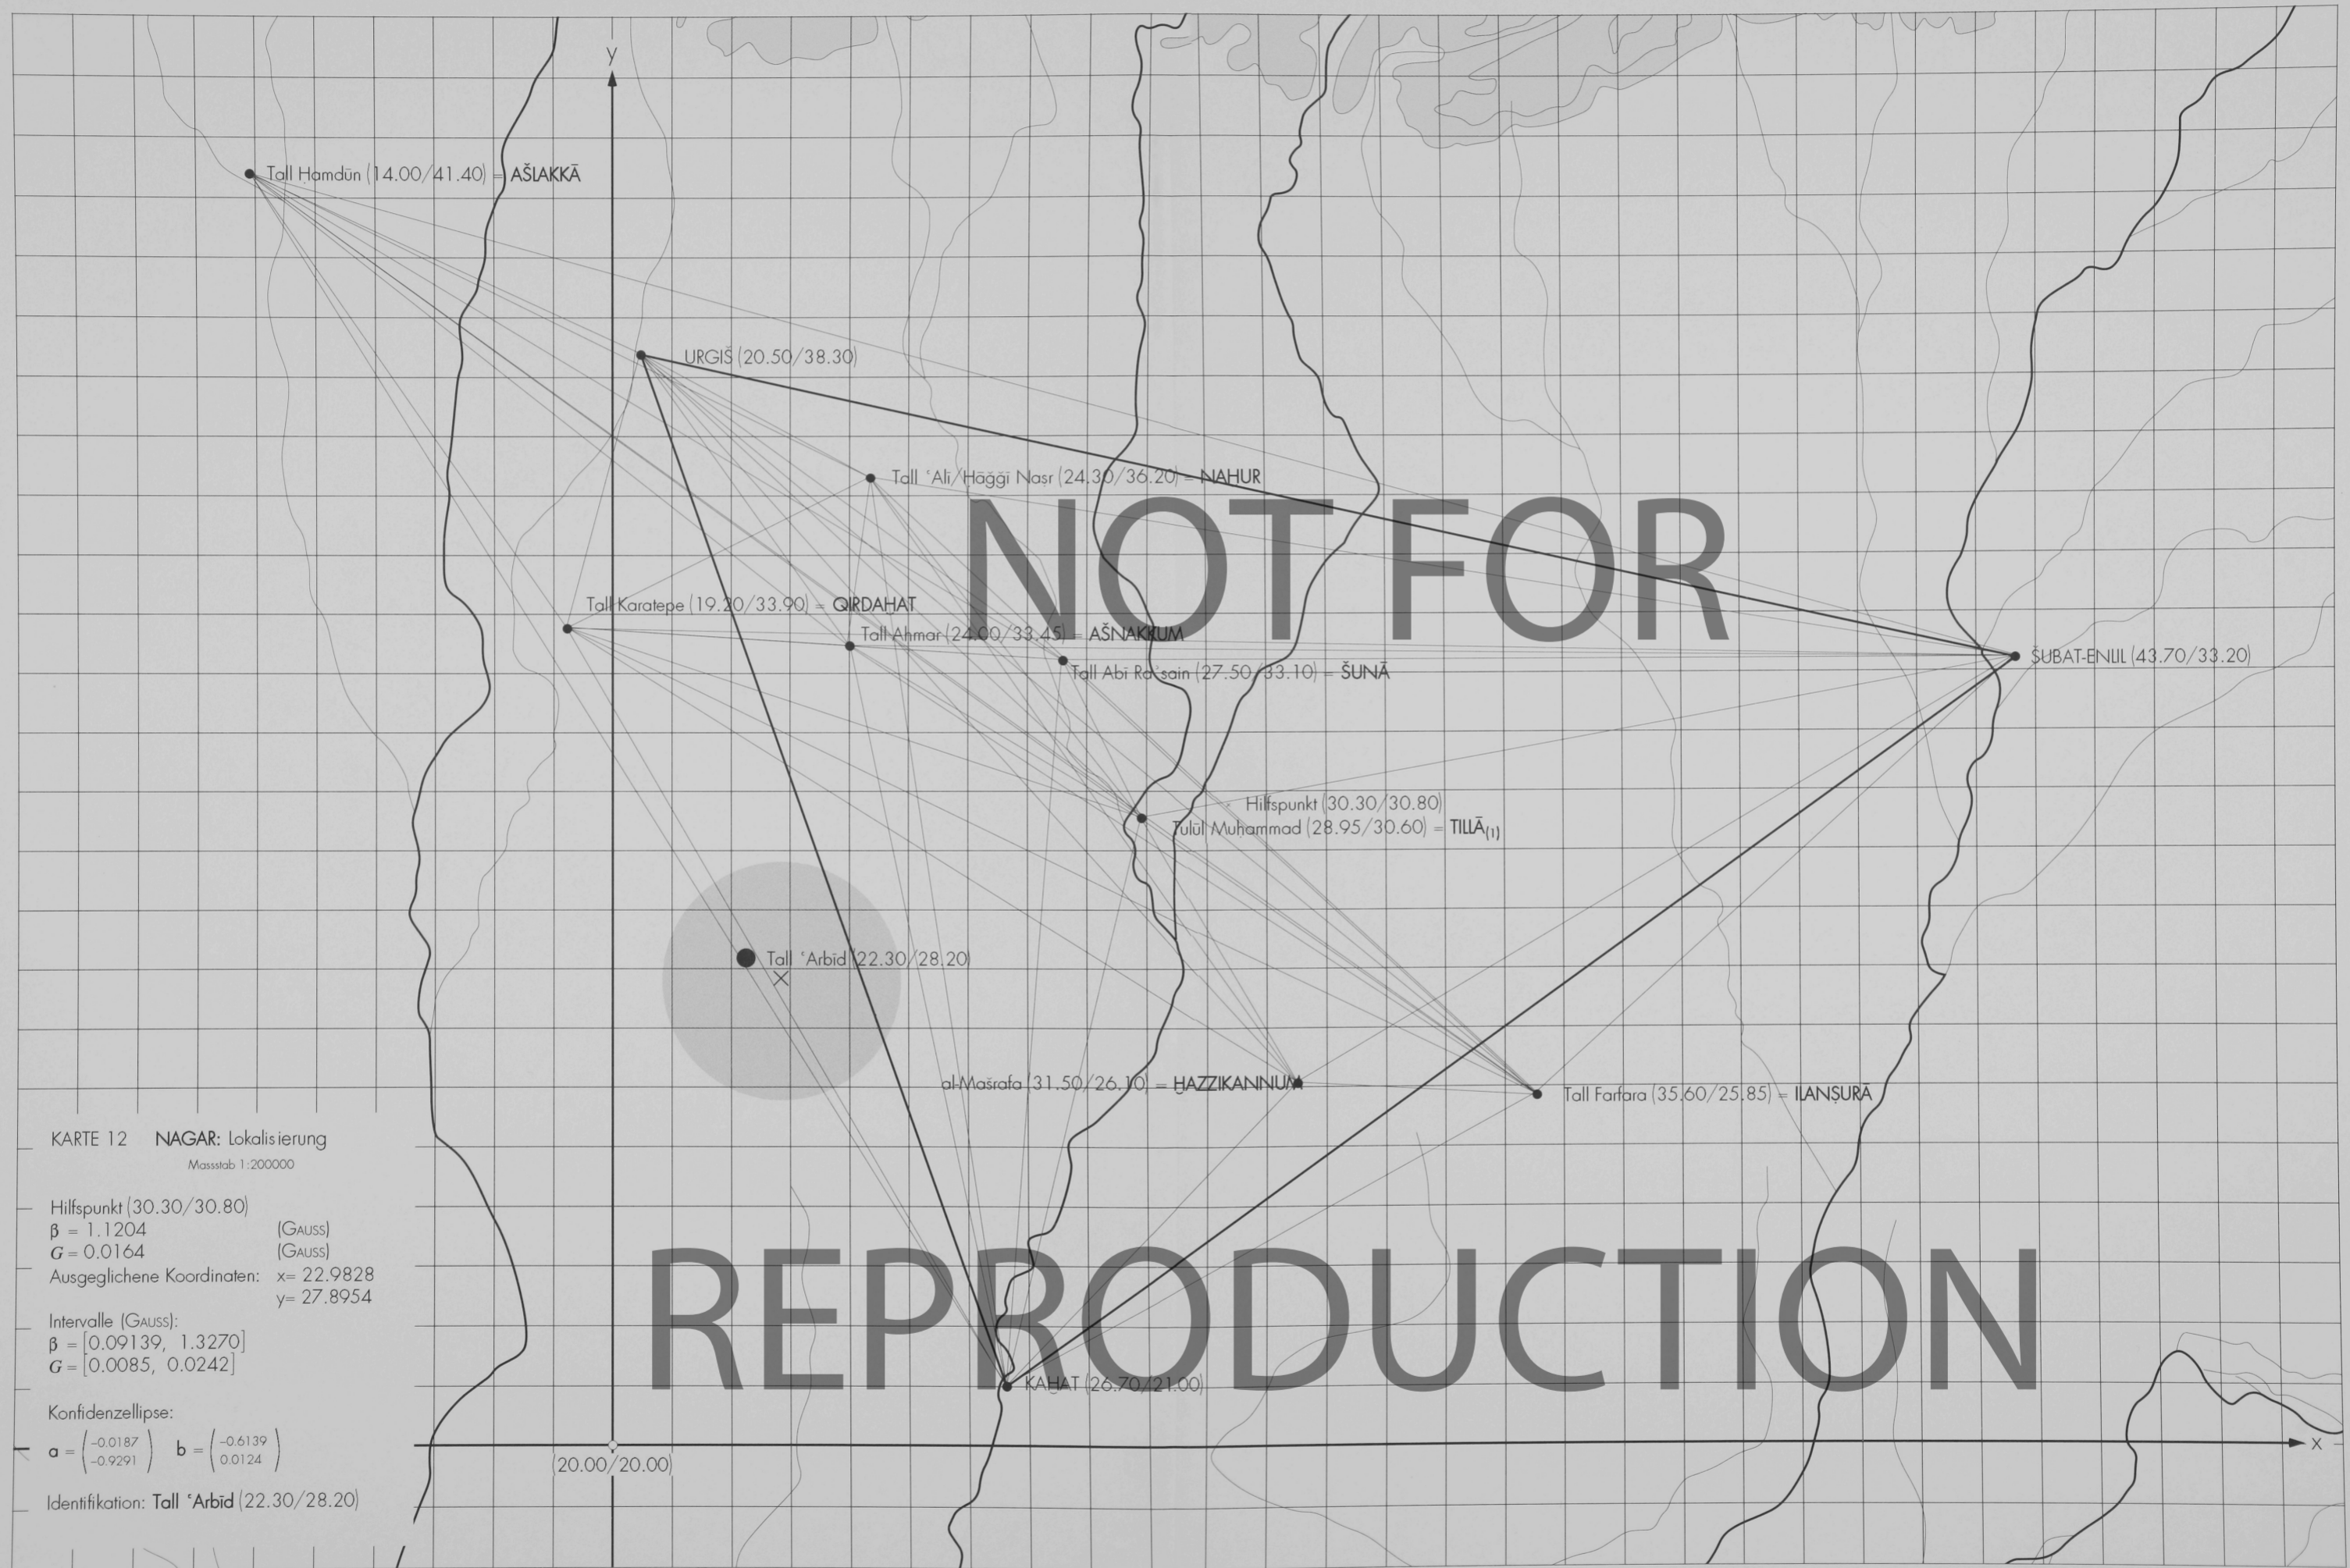 y
Tall Ḥamdūn (14.00/41.40) = AŠLAKKĀ
URGIŠ (20.50/38.30)
Tall ʿAlī/Ḥāǧǧī Nasr (24.30/36.20) = NAHUR
NOT FOR
Tall Karatepe (19.20/33.90) = QIRDAḪAT
Tall Aḥmar (24.00/33.45) = AŠNAKKUM
ŠUBAT-ENLIL (43.70/33.20)
Tall Abī Raʾsain (27.50/33.10) = ŠUNĀ
Hilfspunkt (30.30/30.80)
Tulūl Muḥammad (28.95/30.60) = TILLĀ(1)
Tall ʿArbīd (22.30/28.20)
al-Mašrafa (31.50/26.10) = ḪAZZIKANNUM
Tall Farfara (35.60/25.85) = ILANṢURĀ
REPRODUCTION
KAḪAT (26.70/21.00)
x
(20.00/20.00)
KARTE 12 NAGAR: Lokalisierung
Massstab 1:200000
Hilfspunkt (30.30/30.80)
β = 1.1204 (GAUSS)
G = 0.0164 (GAUSS)
Ausgeglichene Koordinaten: x= 22.9828
y= 27.8954
Intervalle (GAUSS):
β = [0.09139, 1.3270]
G = [0.0085, 0.0242]
Konfidenzellipse:
a = (−0.0187 −0.9291) b = (−0.6139 0.0124)
Identifikation: Tall ʿArbīd (22.30/28.20)